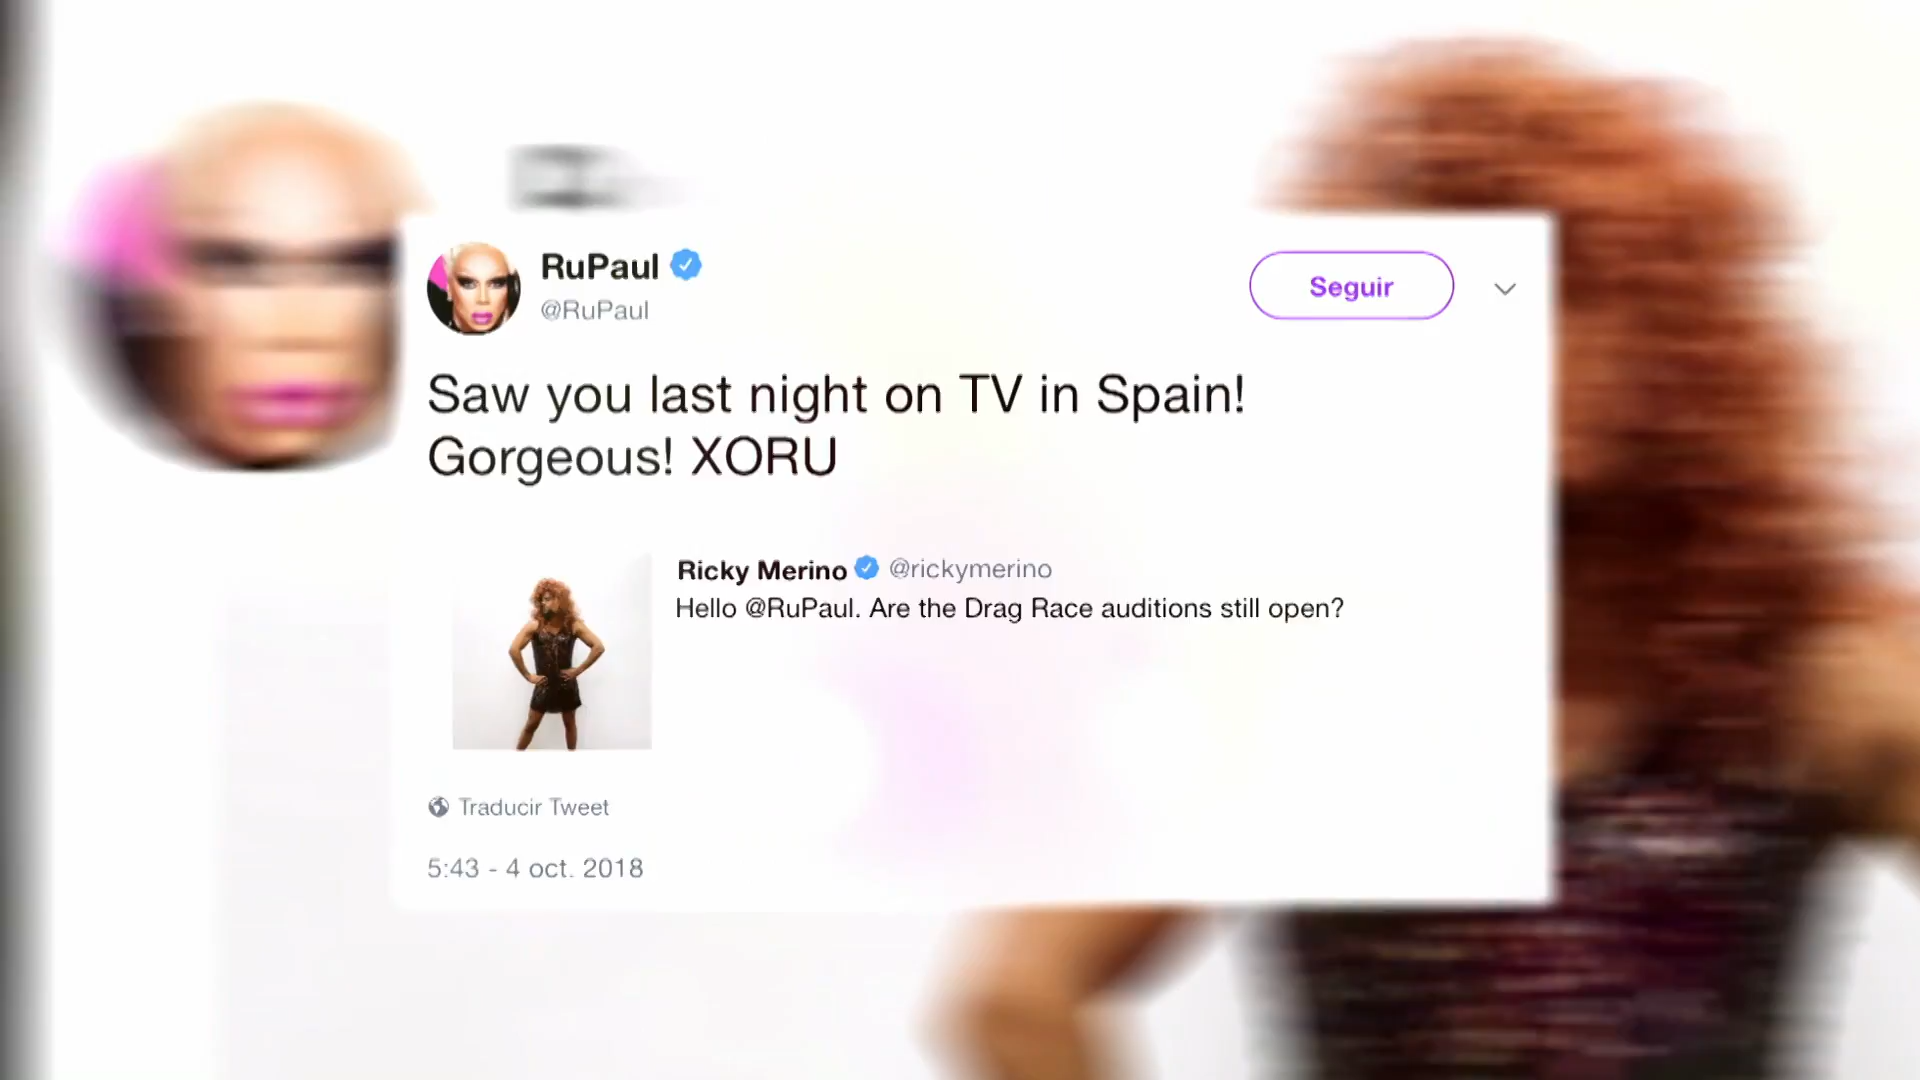 RuPaul
@RuPaul
Seguir
Saw you last night on TV in Spain!
Gorgeous! XORU
Ricky Merino @rickymerino
Hello @RuPaul. Are the Drag Race auditions still open?
Traducir Tweet
5:43 - 4 oct. 2018